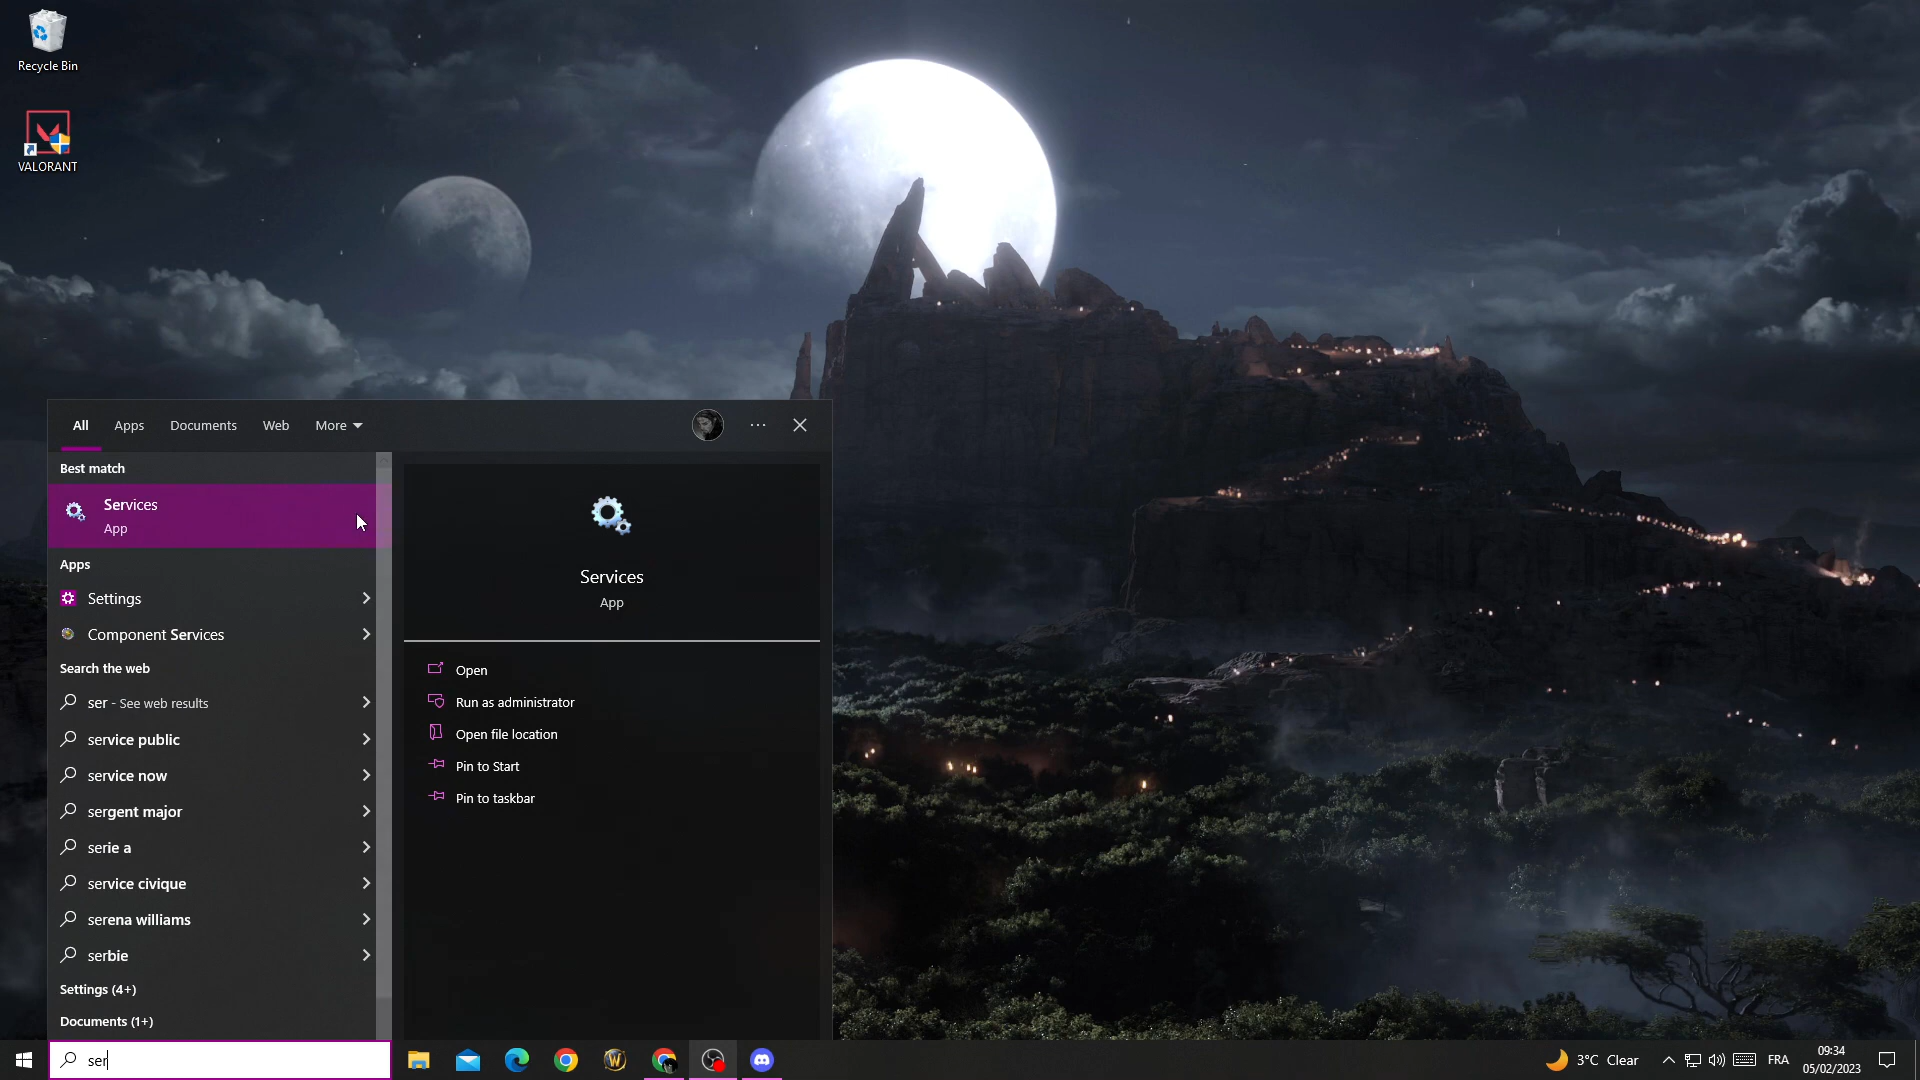 Recycle Bin
VALORANT
All
Apps
Documents
Web
More
Best match
Services
App
Apps
Settings
Component Services
Search the web
ser - See web results
service public
service now
sergent major
serie a
service civique
serena williams
serbie
Settings (4+)
Documents (1+)
ser
Services
App
Open
Run as administrator
Open file location
Pin to Start
Pin to taskbar
3°C Clear
FRA
09:34
05/02/2023